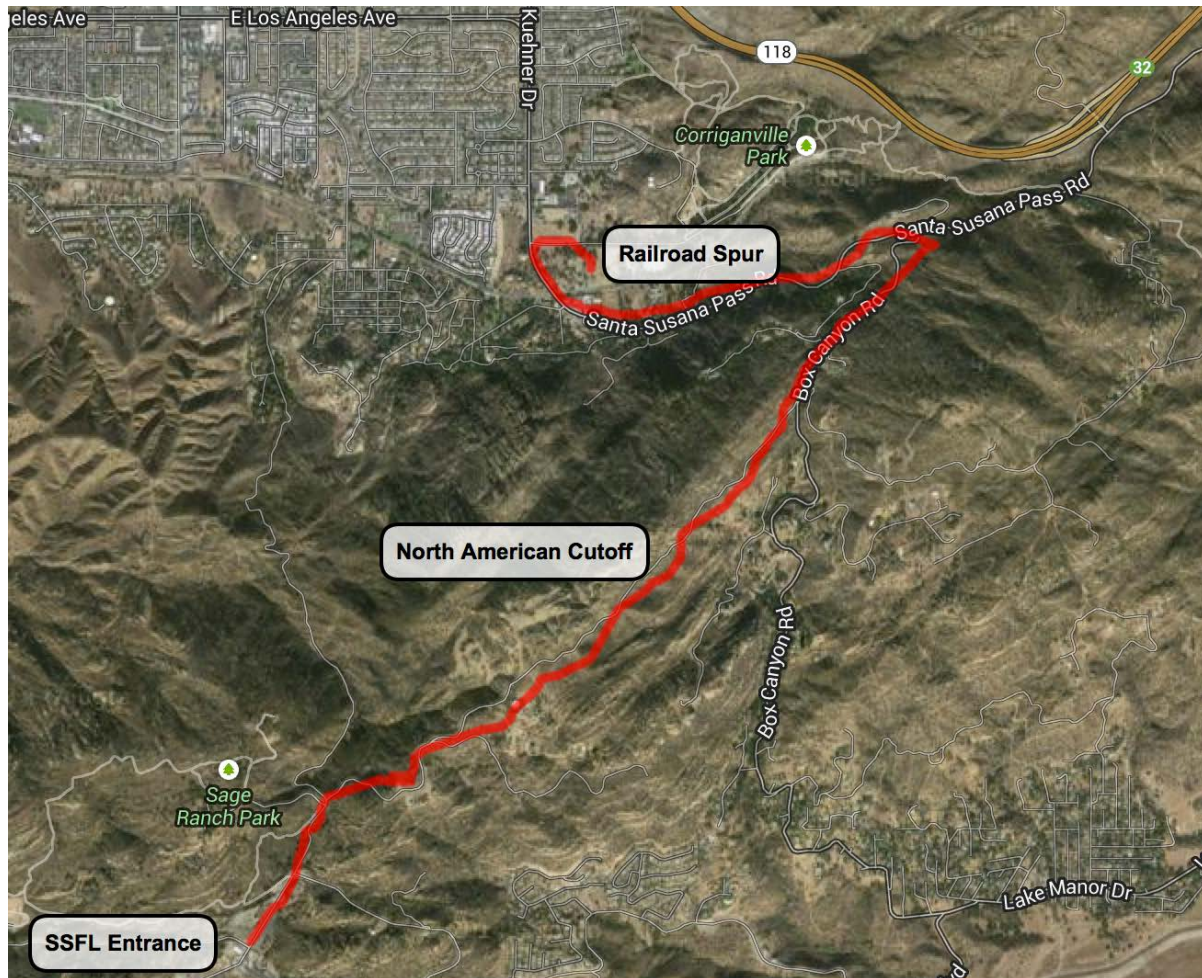 eles Ave
E Los Angeles Ave
Kuehner Dr
118
32
Corriganville
Park
Santa Susana Pass Rd
Railroad Spur
Santa Susana Pass Rd
Box Canyon Rd
North American Cutoff
Box Canyon Rd
Sage
Ranch Park
Lake Manor Dr
SSFL Entrance